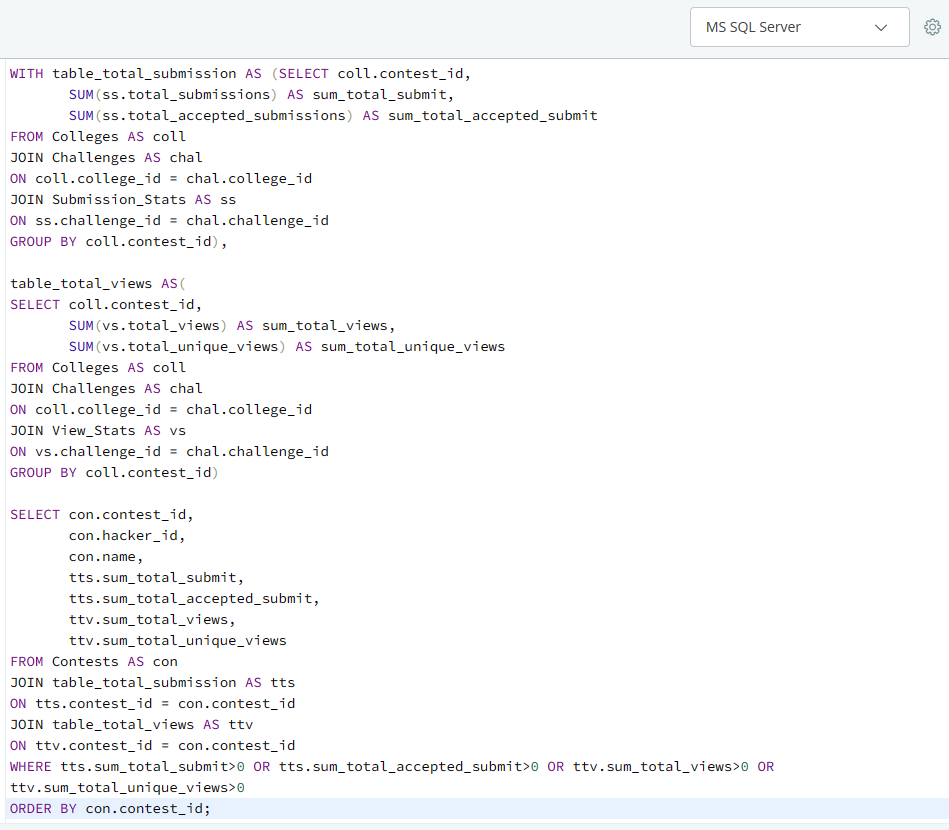 MS SQL Server
WITH table_total_submission AS (SELECT coll.contest_id,
       SUM(ss.total_submissions) AS sum_total_submit,
       SUM(ss.total_accepted_submissions) AS sum_total_accepted_submit
FROM Colleges AS coll
JOIN Challenges AS chal
ON coll.college_id = chal.college_id
JOIN Submission_Stats AS ss
ON ss.challenge_id = chal.challenge_id
GROUP BY coll.contest_id),

table_total_views AS(
SELECT coll.contest_id,
       SUM(vs.total_views) AS sum_total_views,
       SUM(vs.total_unique_views) AS sum_total_unique_views
FROM Colleges AS coll
JOIN Challenges AS chal
ON coll.college_id = chal.college_id
JOIN View_Stats AS vs
ON vs.challenge_id = chal.challenge_id
GROUP BY coll.contest_id)

SELECT con.contest_id,
       con.hacker_id,
       con.name,
       tts.sum_total_submit,
       tts.sum_total_accepted_submit,
       ttv.sum_total_views,
       ttv.sum_total_unique_views
FROM Contests AS con
JOIN table_total_submission AS tts
ON tts.contest_id = con.contest_id
JOIN table_total_views AS ttv
ON ttv.contest_id = con.contest_id
WHERE tts.sum_total_submit>0 OR tts.sum_total_accepted_submit>0 OR ttv.sum_total_views>0 OR
ttv.sum_total_unique_views>0
ORDER BY con.contest_id;